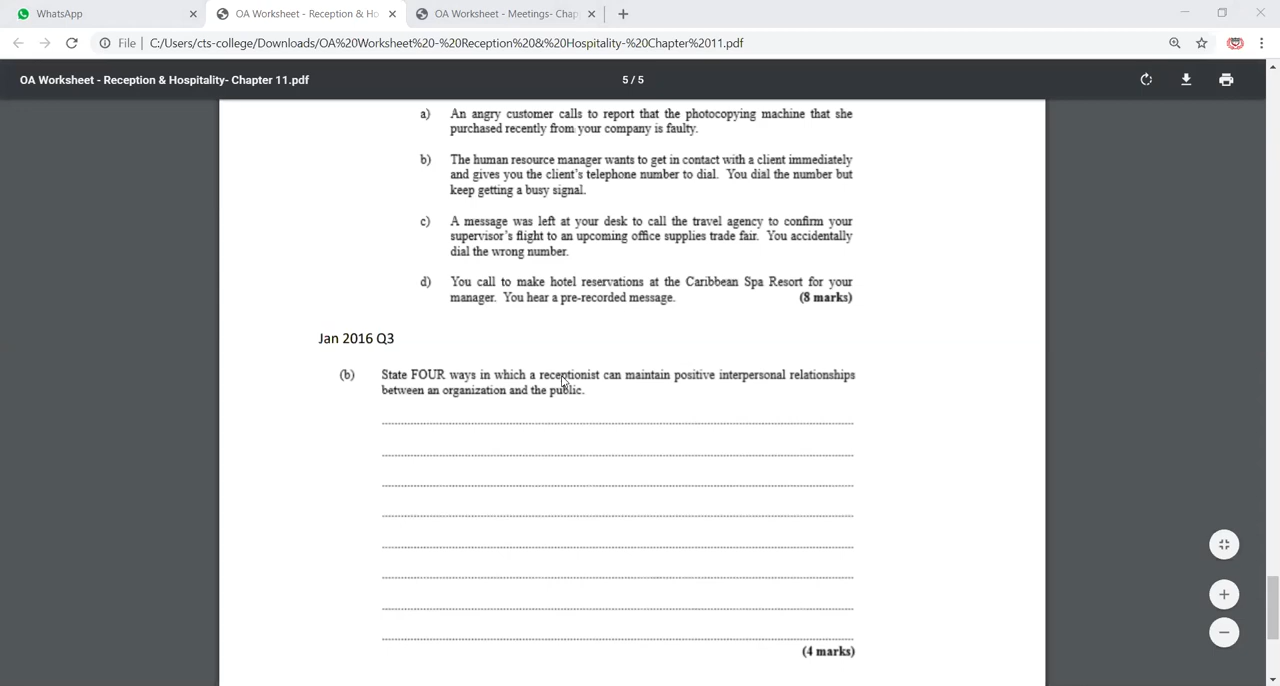 WhatsApp
OA Worksheet - Reception & Ho
OA Worksheet - Meetings- Chap
File
C:/Users/cts-college/Downloads/OA%20Worksheet%20-%20Reception%20&%20Hospitality-%20Chapter%2011.pdf
OA Worksheet - Reception & Hospitality- Chapter 11.pdf
5 / 5
a) An angry customer calls to report that the photocopying machine that she
purchased recently from your company is faulty.
b) The human resource manager wants to get in contact with a client immediately
and gives you the client's telephone number to dial. You dial the number but
keep getting a busy signal.
c) A message was left at your desk to call the travel agency to confirm your
supervisor's flight to an upcoming office supplies trade fair. You accidentally
dial the wrong number.
d) You call to make hotel reservations at the Caribbean Spa Resort for your
manager. You hear a pre-recorded message. (8 marks)
Jan 2016 Q3
(b) State FOUR ways in which a receptionist can maintain positive interpersonal relationships
between an organization and the public.
(4 marks)